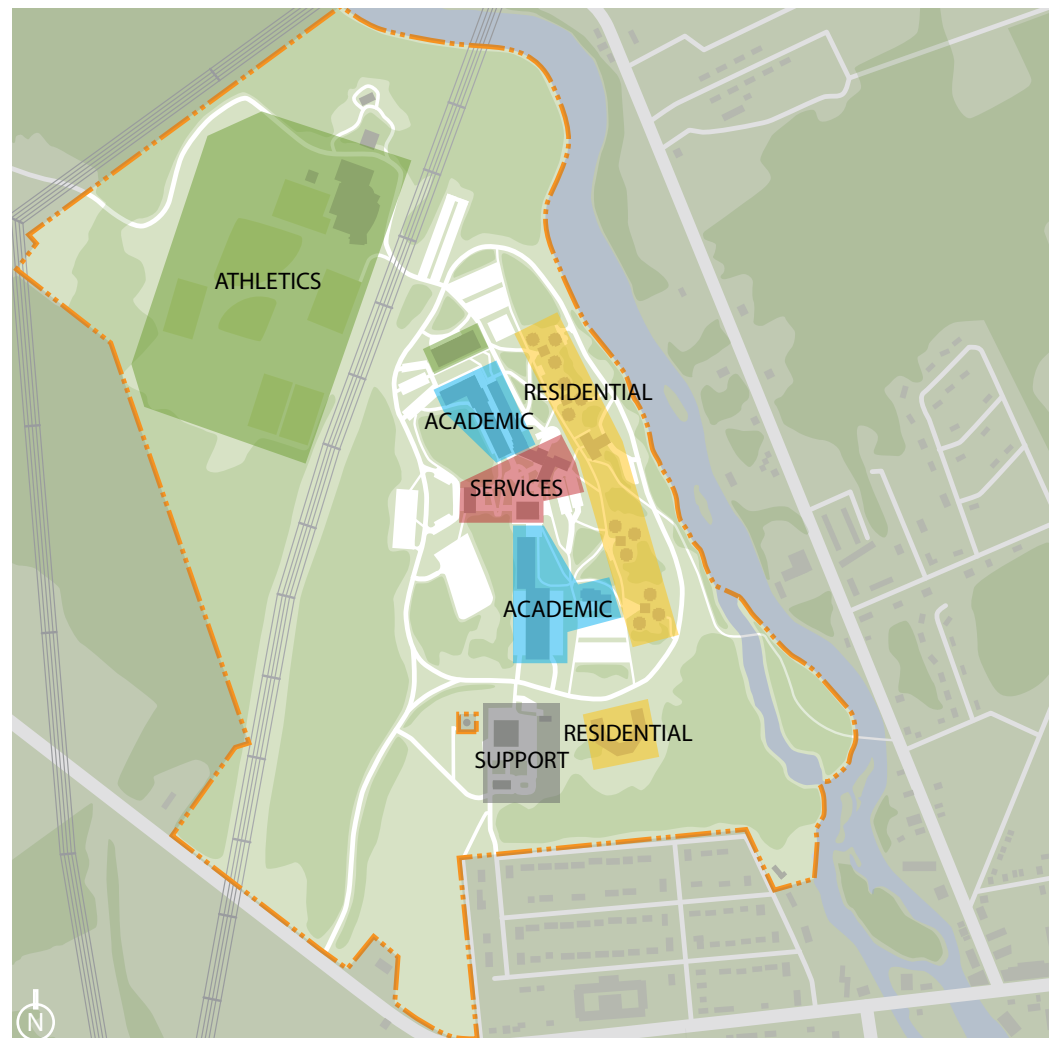 ATHLETICS
RESIDENTIAL
ACADEMIC
SERVICES
ACADEMIC
RESIDENTIAL
SUPPORT
N